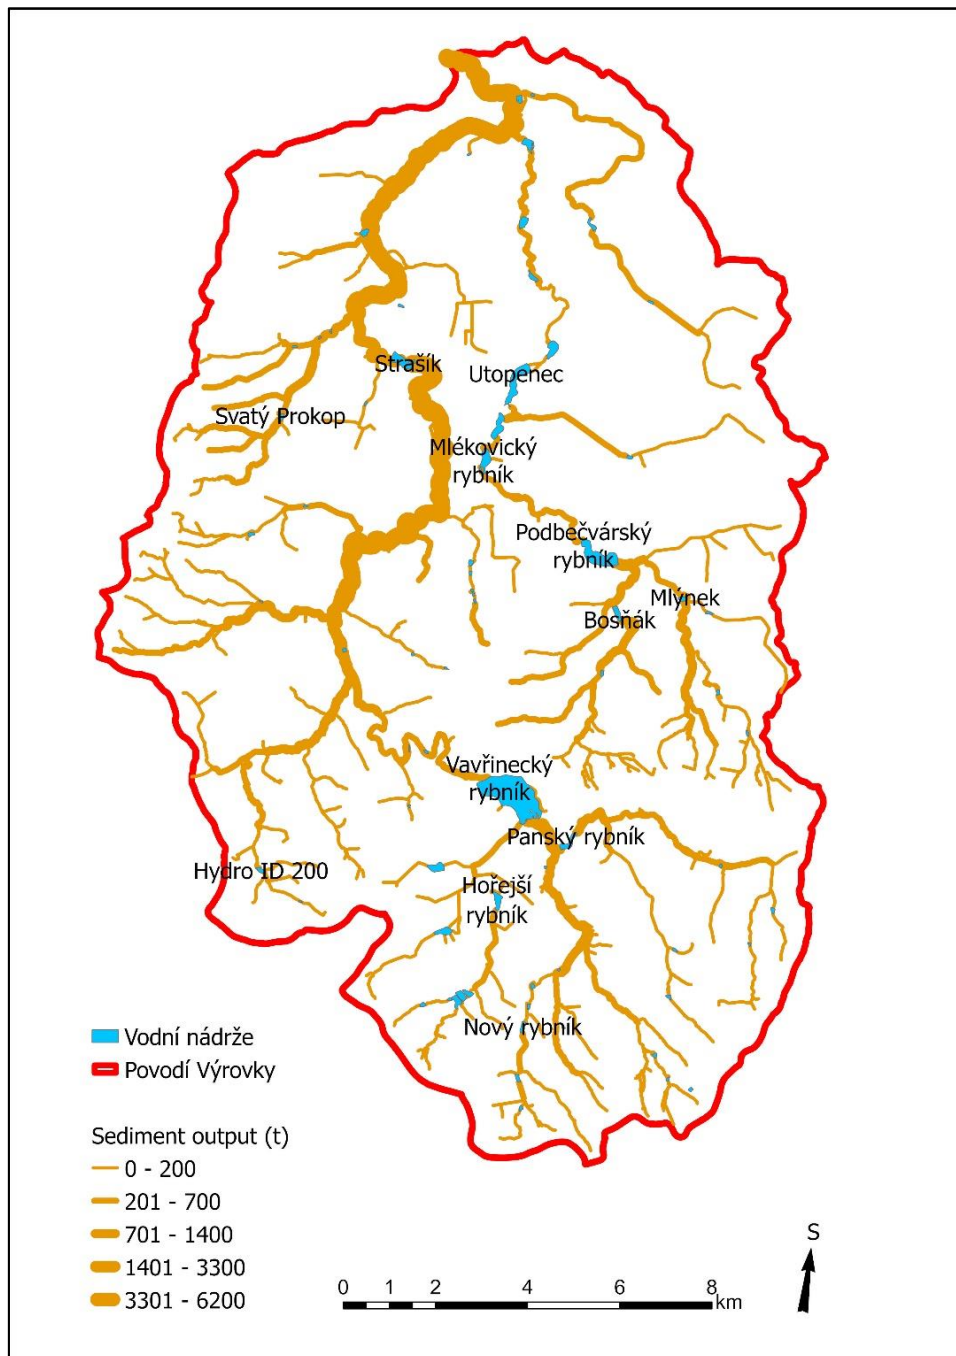 Strašík
Utopenec
Svatý Prokop
Mlékovický
rybník
Podbečvárský
rybník
Mlýnek
Bosňák
Vavřinecký
rybník
Panský rybník
Hydro ID 200
Hořejší
rybník
Nový rybník
Vodní nádrže
Povodí Výrovky
Sediment output (t)
0 - 200
201 - 700
701 - 1400
1401 - 3300
3301 - 6200
0 1 2 4 6 8
km
S